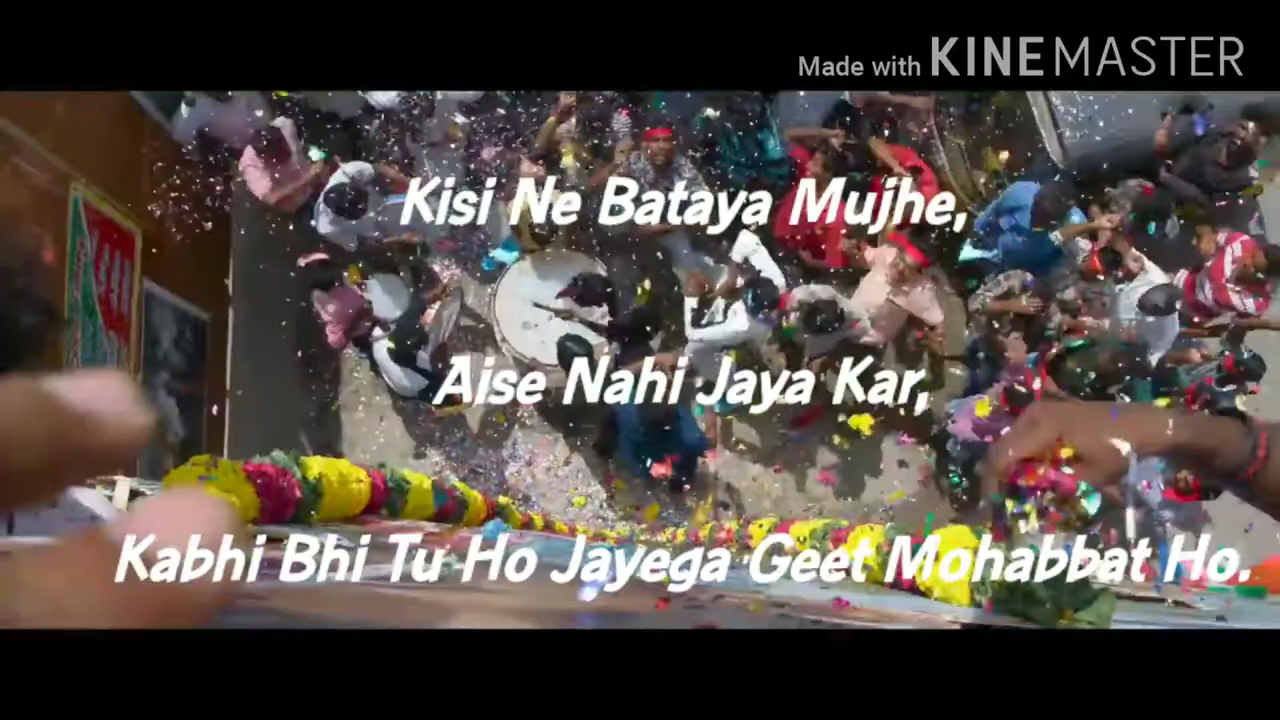 Made with KINEMASTER
Kisi Ne Bataya Mujhe,
Aise Nahi Jaya Kar,
Kabhi Bhi Tu Ho Jayega Geet Mohabbat Ho.